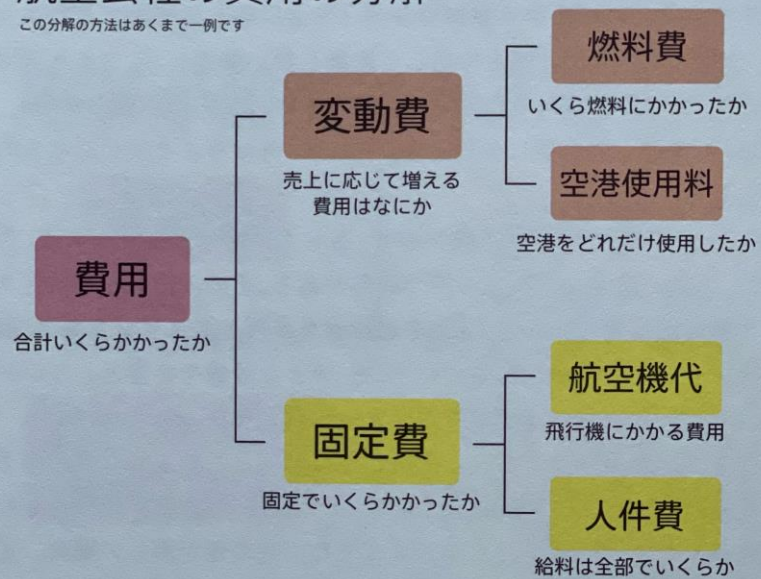 この分解の方法はあくまで一例です
燃料費
いくら燃料にかかったか
変動費
売上に応じて増える
費用はなにか
空港使用料
空港をどれだけ使用したか
費用
合計いくらかかったか
航空機代
飛行機にかかる費用
固定費
固定でいくらかかったか
人件費
給料は全部でいくらか